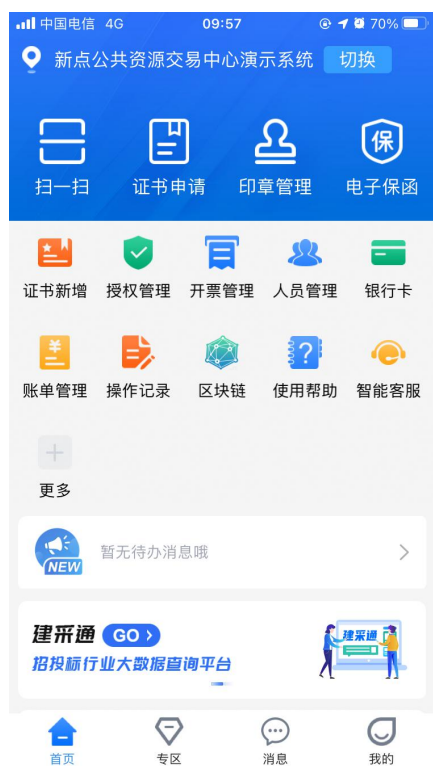 中国电信 4G 09:57 70%
新点公共资源交易中心演示系统 切换
保
扫一扫 证书申请 印章管理 电子保函
证书新增 授权管理 开票管理 人员管理 银行卡
账单管理 操作记录 区块链 使用帮助 智能客服
更多
NEW 暂无待办消息哦
建采通 GO 建采通
招投标行业大数据查询平台
首页 专区 消息 我的